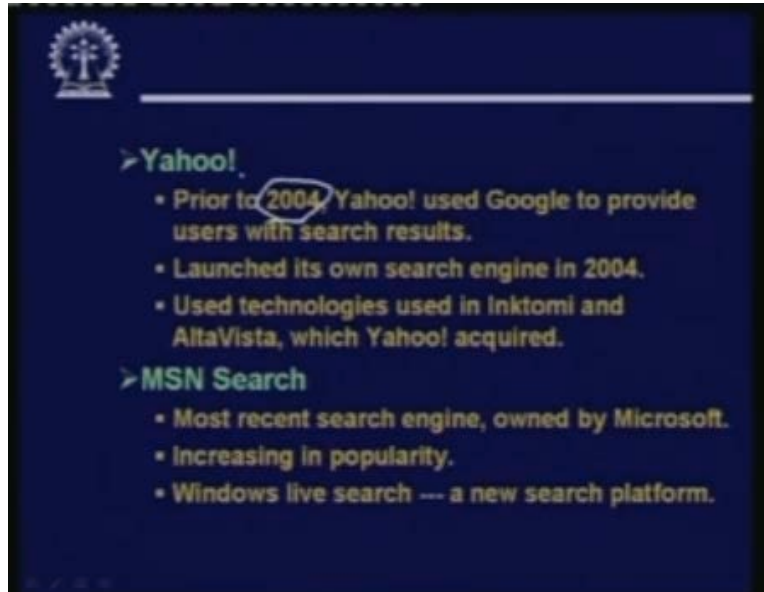 ➢Yahoo!
▪ Prior to 2004, Yahoo! used Google to provide
users with search results.
▪ Launched its own search engine in 2004.
▪ Used technologies used in Inktomi and
AltaVista, which Yahoo! acquired.
➢MSN Search
▪ Most recent search engine, owned by Microsoft.
▪ Increasing in popularity.
▪ Windows live search --- a new search platform.